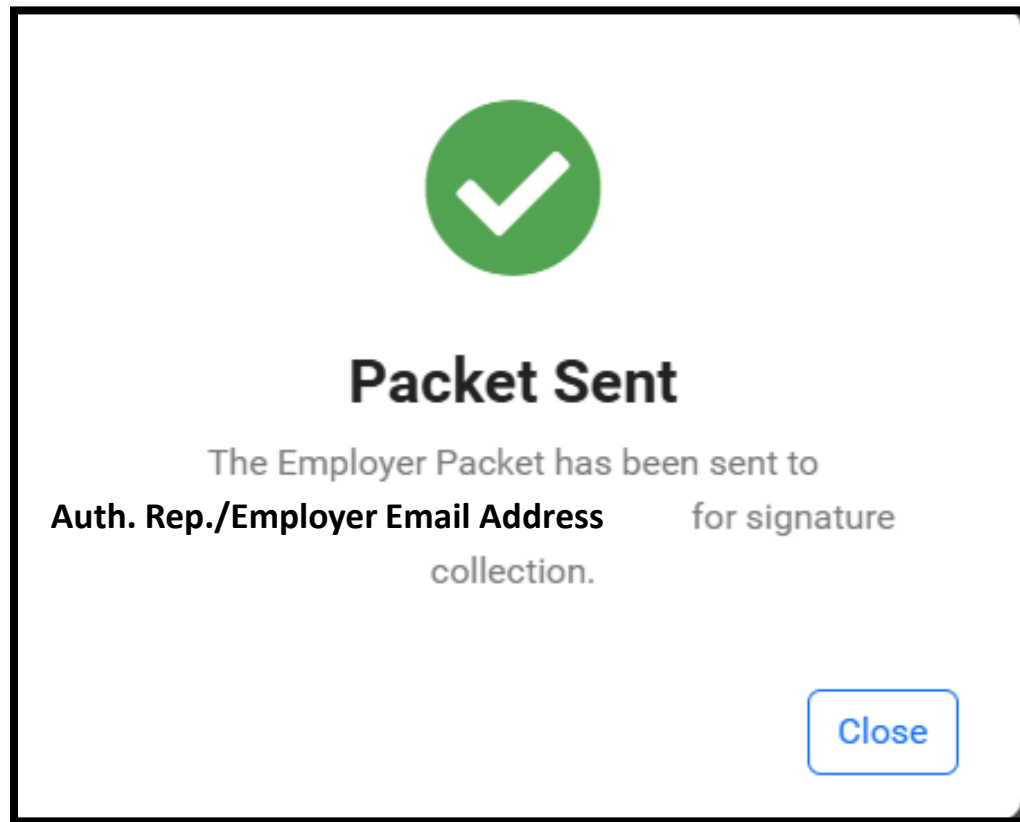 Packet Sent
The Employer Packet has been sent to
Auth. Rep./Employer Email Address for signature
collection.
Close